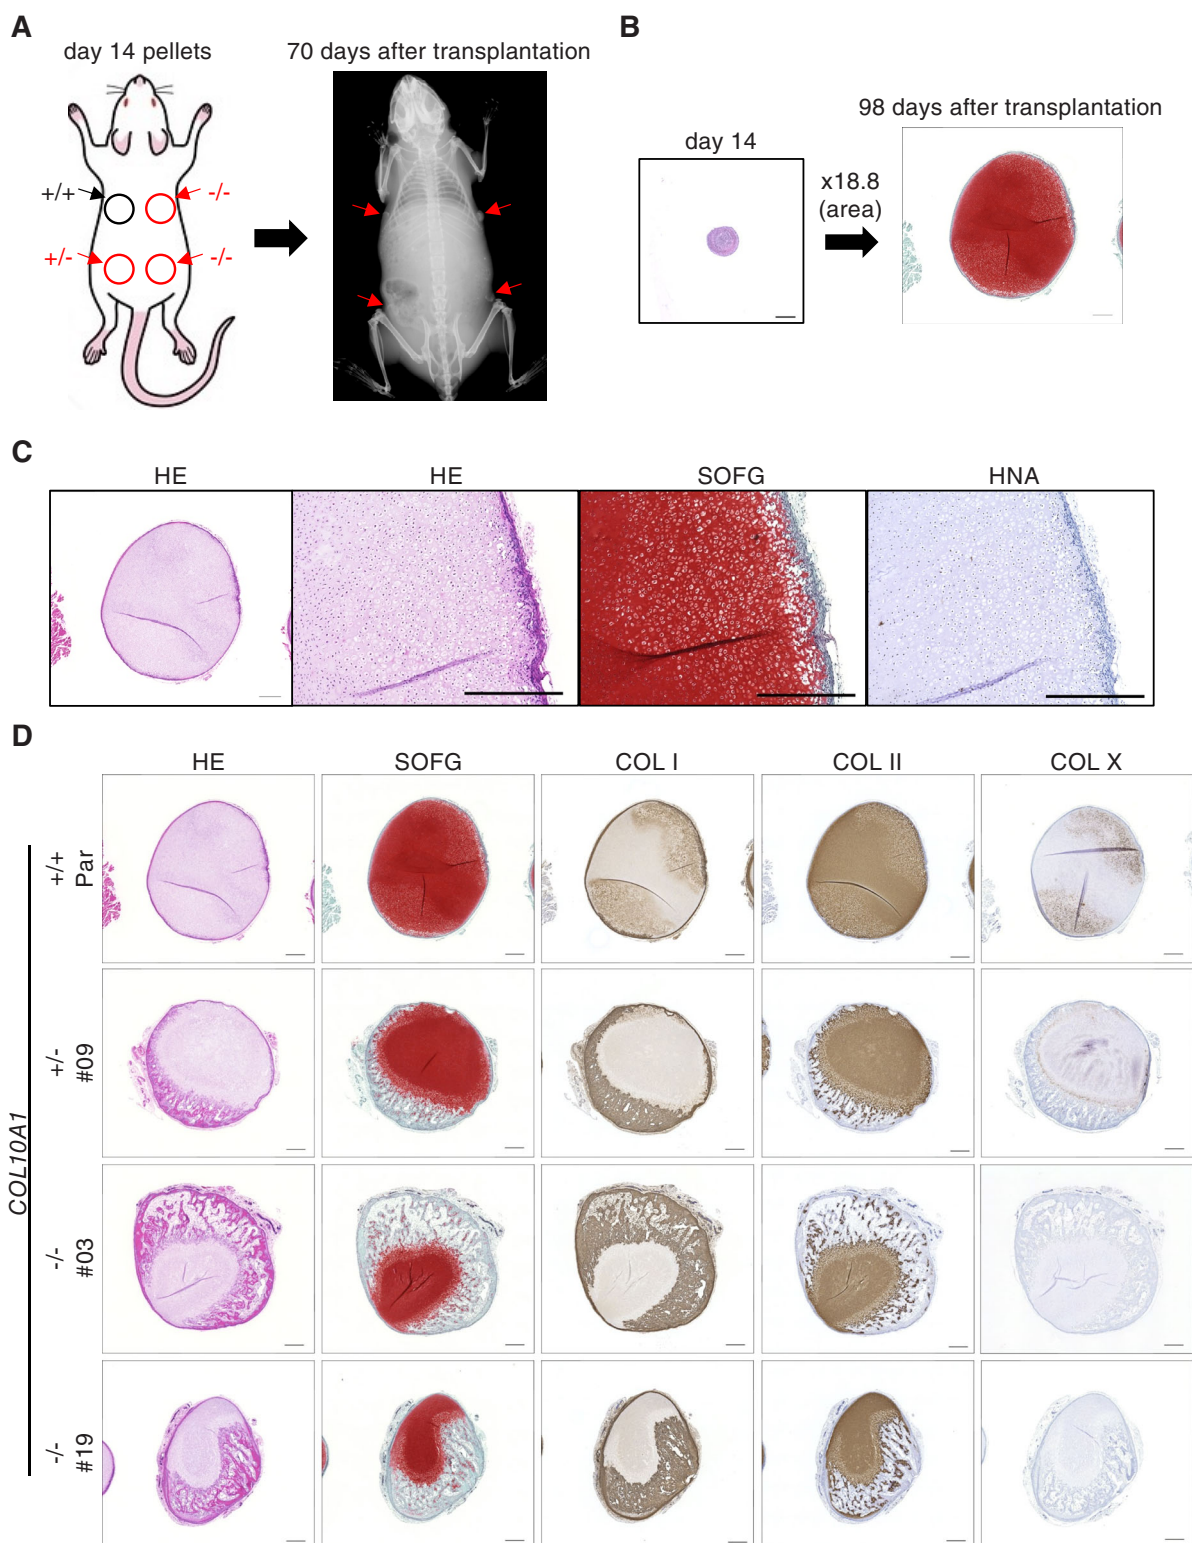 A
day 14 pellets
70 days after transplantation
+/+
-/-
+/-
-/-
B
day 14
x18.8
(area)
98 days after transplantation
C
HE
HE
SOFG
HNA
D
HE
SOFG
COL I
COL II
COL X
COL10A1
+/+
Par
+/-
#09
-/-
#03
-/-
#19